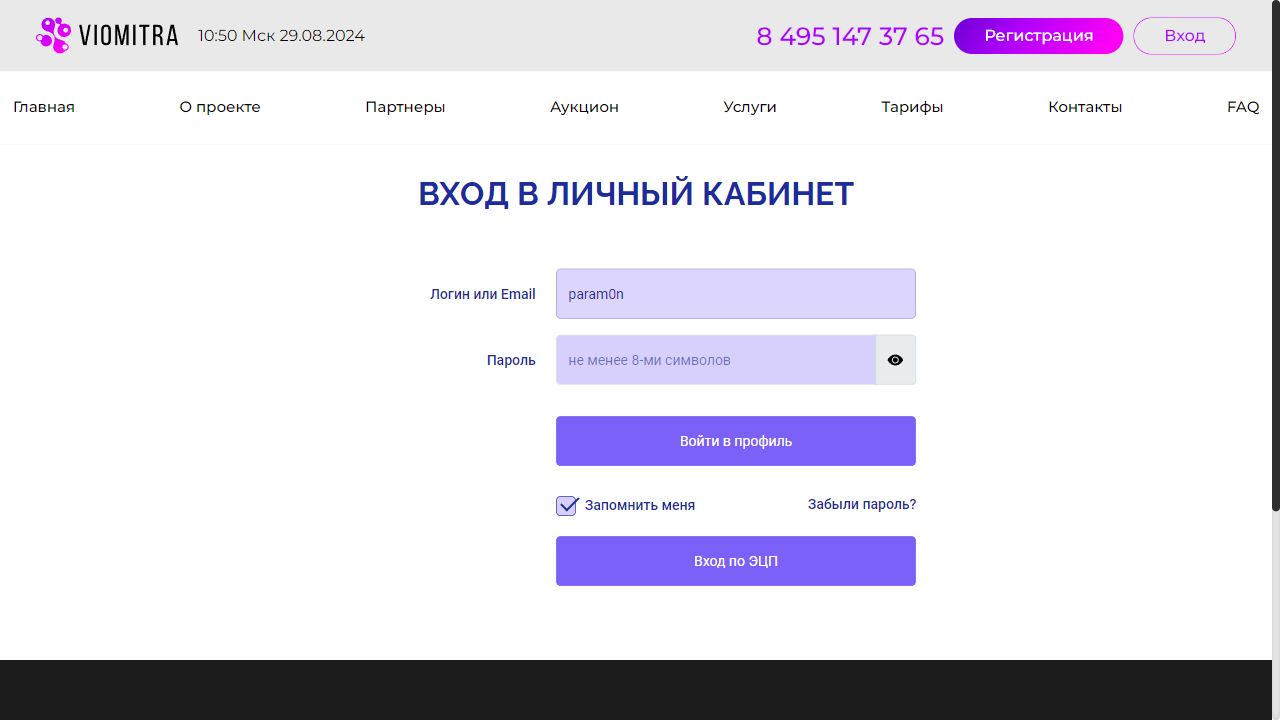 VIOMITRA 10:50 Мск 29.08.2024 8 495 147 37 65 Регистрация Вход
Главная О проекте Партнеры Аукцион Услуги Тарифы Контакты FAQ
ВХОД В ЛИЧНЫЙ КАБИНЕТ
Логин или Email param0n
Пароль не менее 8-ми символов
Войти в профиль
Запомнить меня Забыли пароль?
Вход по ЭЦП